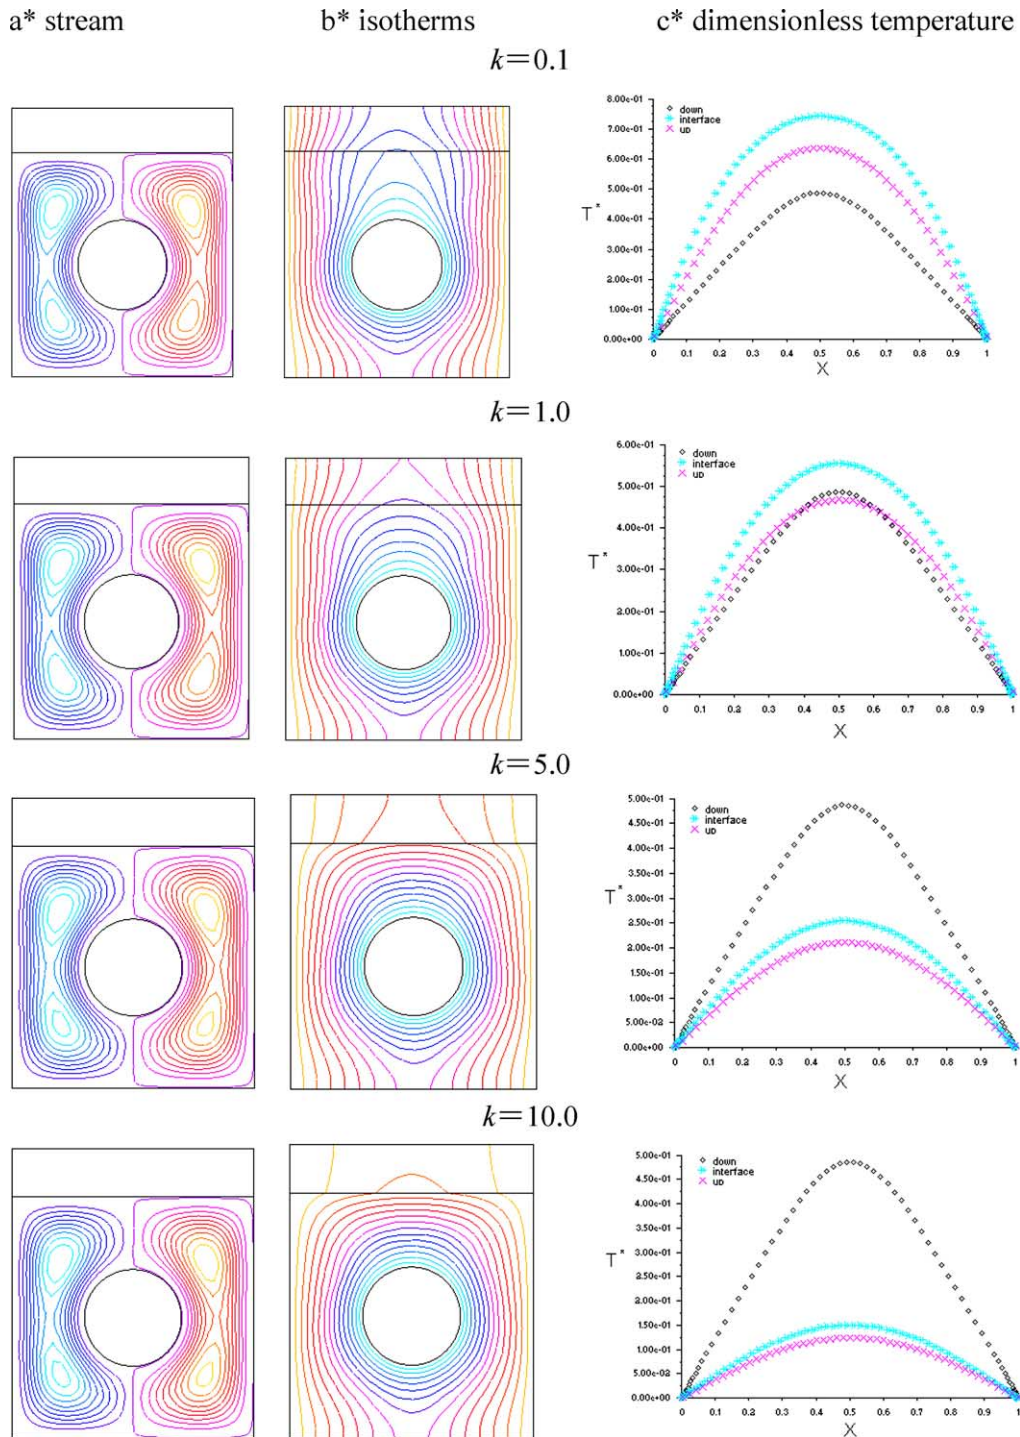 a* stream b* isotherms c* dimensionless temperature
k=0.1
8.00e-01
7.00e-01
6.00e-01
5.00e-01
4.00e-01
3.00e-01
2.00e-01
1.00e-01
0.00e+00
T*
down
interface
up
0 0.1 0.2 0.3 0.4 0.5 0.6 0.7 0.8 0.9 1
X
k=1.0
6.00e-01
5.00e-01
4.00e-01
3.00e-01
2.00e-01
1.00e-01
0.00e+00
T*
down
interface
up
0 0.1 0.2 0.3 0.4 0.5 0.6 0.7 0.8 0.9 1
X
k=5.0
5.00e-01
4.50e-01
4.00e-01
3.50e-01
3.00e-01
2.50e-01
2.00e-01
1.50e-01
1.00e-01
5.00e-02
0.00e+00
T*
down
interface
up
0 0.1 0.2 0.3 0.4 0.5 0.6 0.7 0.8 0.9 1
X
k=10.0
5.00e-01
4.50e-01
4.00e-01
3.50e-01
3.00e-01
2.50e-01
2.00e-01
1.50e-01
1.00e-01
5.00e-02
0.00e+00
T*
down
interface
up
0 0.1 0.2 0.3 0.4 0.5 0.6 0.7 0.8 0.9 1
X